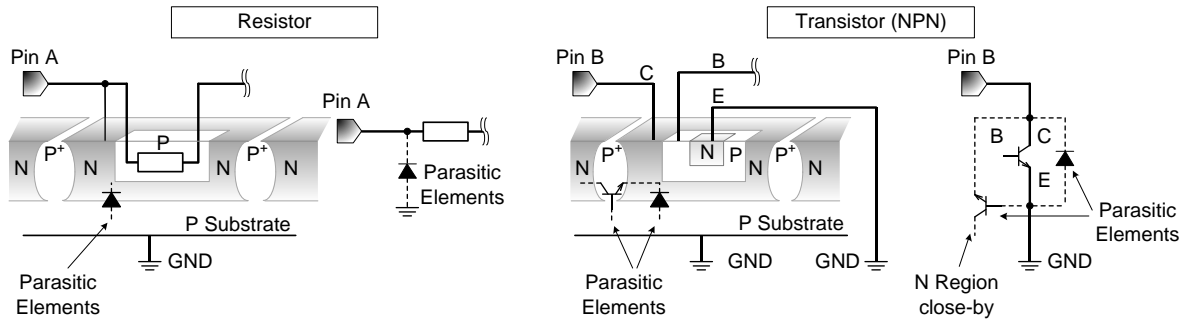 Resistor
Transistor (NPN)
Pin A
Pin B
Pin B
C
B
E
Pin A
N
P+
N
P
P+
N
Parasitic
Elements
P Substrate
GND
Parasitic
Elements
N
P+
N
N
P
P+
N
P Substrate
GND
GND
Parasitic
Elements
B
C
E
Parasitic
Elements
GND
N Region
close-by